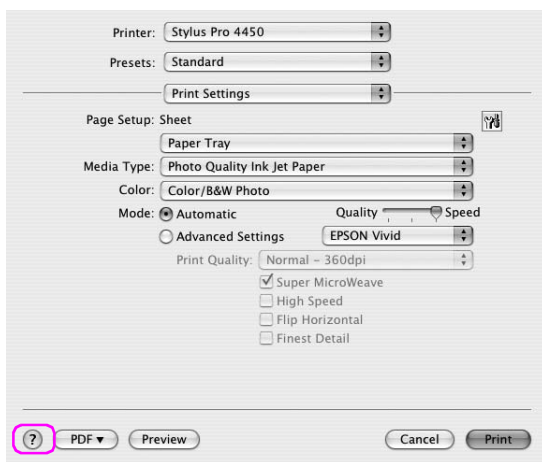 Printer: Stylus Pro 4450
Presets: Standard
Print Settings
Page Setup: Sheet
Paper Tray
Media Type: Photo Quality Ink Jet Paper
Color: Color/B&W Photo
Mode: Automatic Quality Speed
Advanced Settings EPSON Vivid
Print Quality: Normal – 360dpi
Super MicroWeave
High Speed
Flip Horizontal
Finest Detail
? PDF ▼ Preview Cancel Print